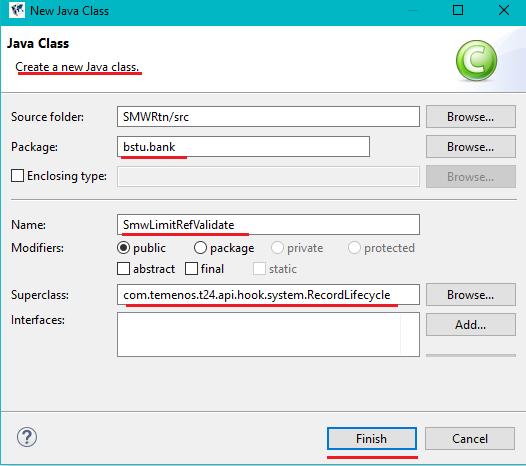 New Java Class
Java Class
Create a new Java class.
Source folder: SMWRtn/src Browse...
Package: bstu.bank Browse...
Enclosing type: Browse...
Name: SmwLimitRefValidate
Modifiers: public package private protected
abstract final static
Superclass: com.temenos.t24.api.hook.system.RecordLifecycle Browse...
Interfaces: Add...
Finish Cancel